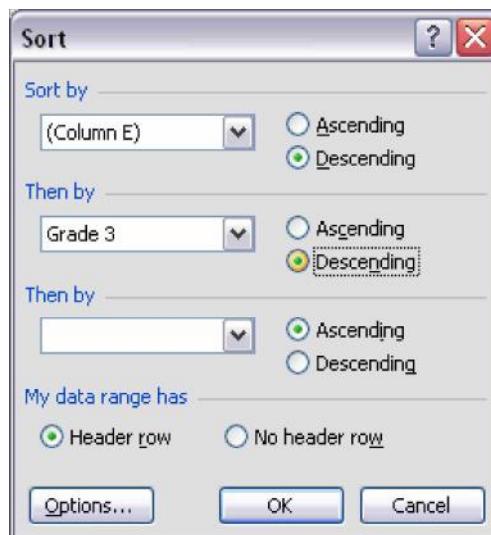 Sort
?
Sort by
(Column E)
Ascending
Descending
Then by
Grade 3
Ascending
Descending
Then by
Ascending
Descending
My data range has
Header row
No header row
Options...
OK
Cancel